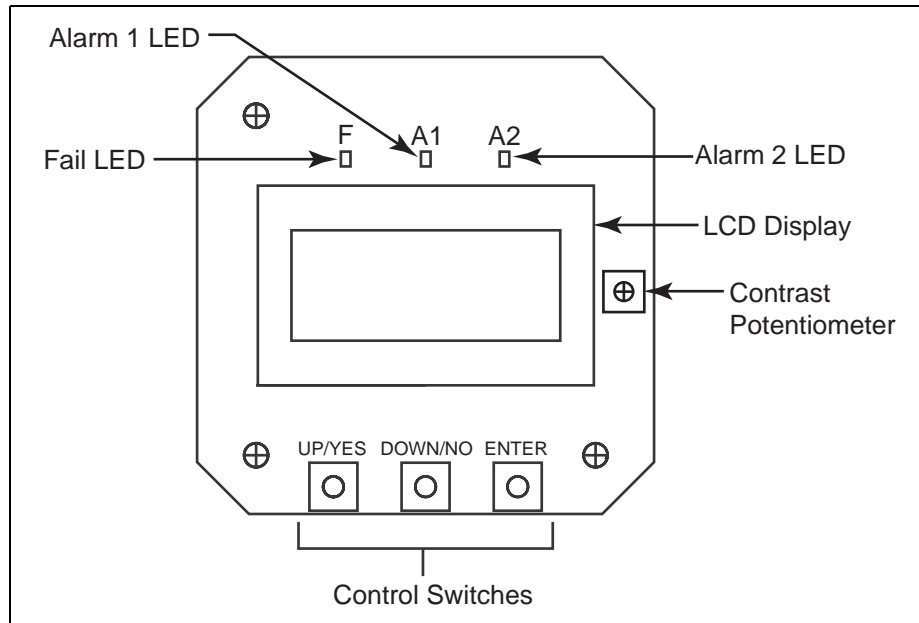 Alarm 1 LED
F A1 A2
Fail LED
Alarm 2 LED
LCD Display
Contrast
Potentiometer
UP/YES DOWN/NO ENTER
Control Switches